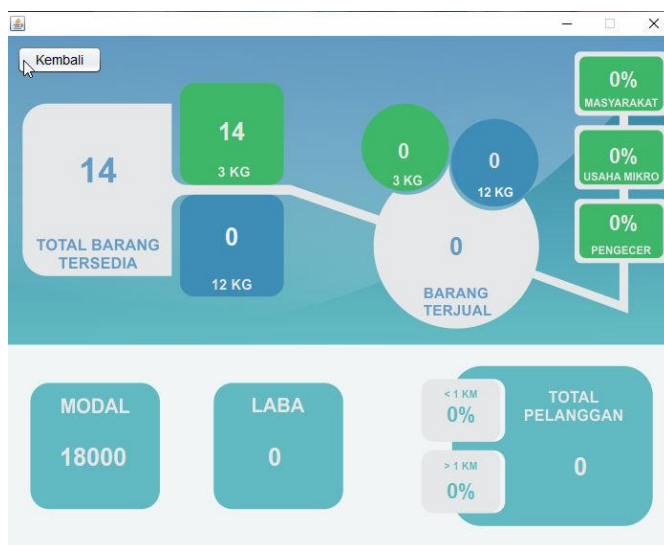 Kembali
14
TOTAL BARANG
TERSEDIA
14
3 KG
0
12 KG
0
3 KG
0
12 KG
0
BARANG
TERJUAL
0%
MASYARAKAT
0%
USAHA MIKRO
0%
PENGECER
MODAL
18000
LABA
0
< 1 KM
0%
> 1 KM
0%
TOTAL
PELANGGAN
0